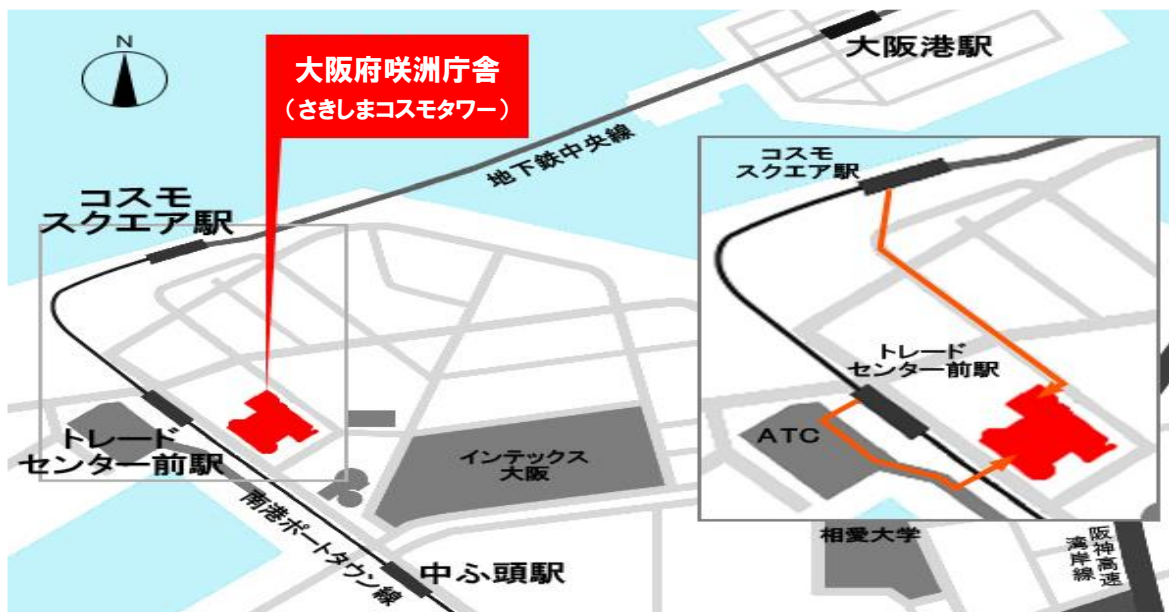 N
大阪府咲洲庁舎
（さきしまコスモタワー）
大阪港駅
地下鉄中央線
コスモ
スクエア駅
トレード
センター前駅
インテックス
大阪
南港ポートタウン線
中ふ頭駅
コスモ
スクエア駅
トレード
センター前駅
ATC
相愛大学
阪神高速
湾岸線